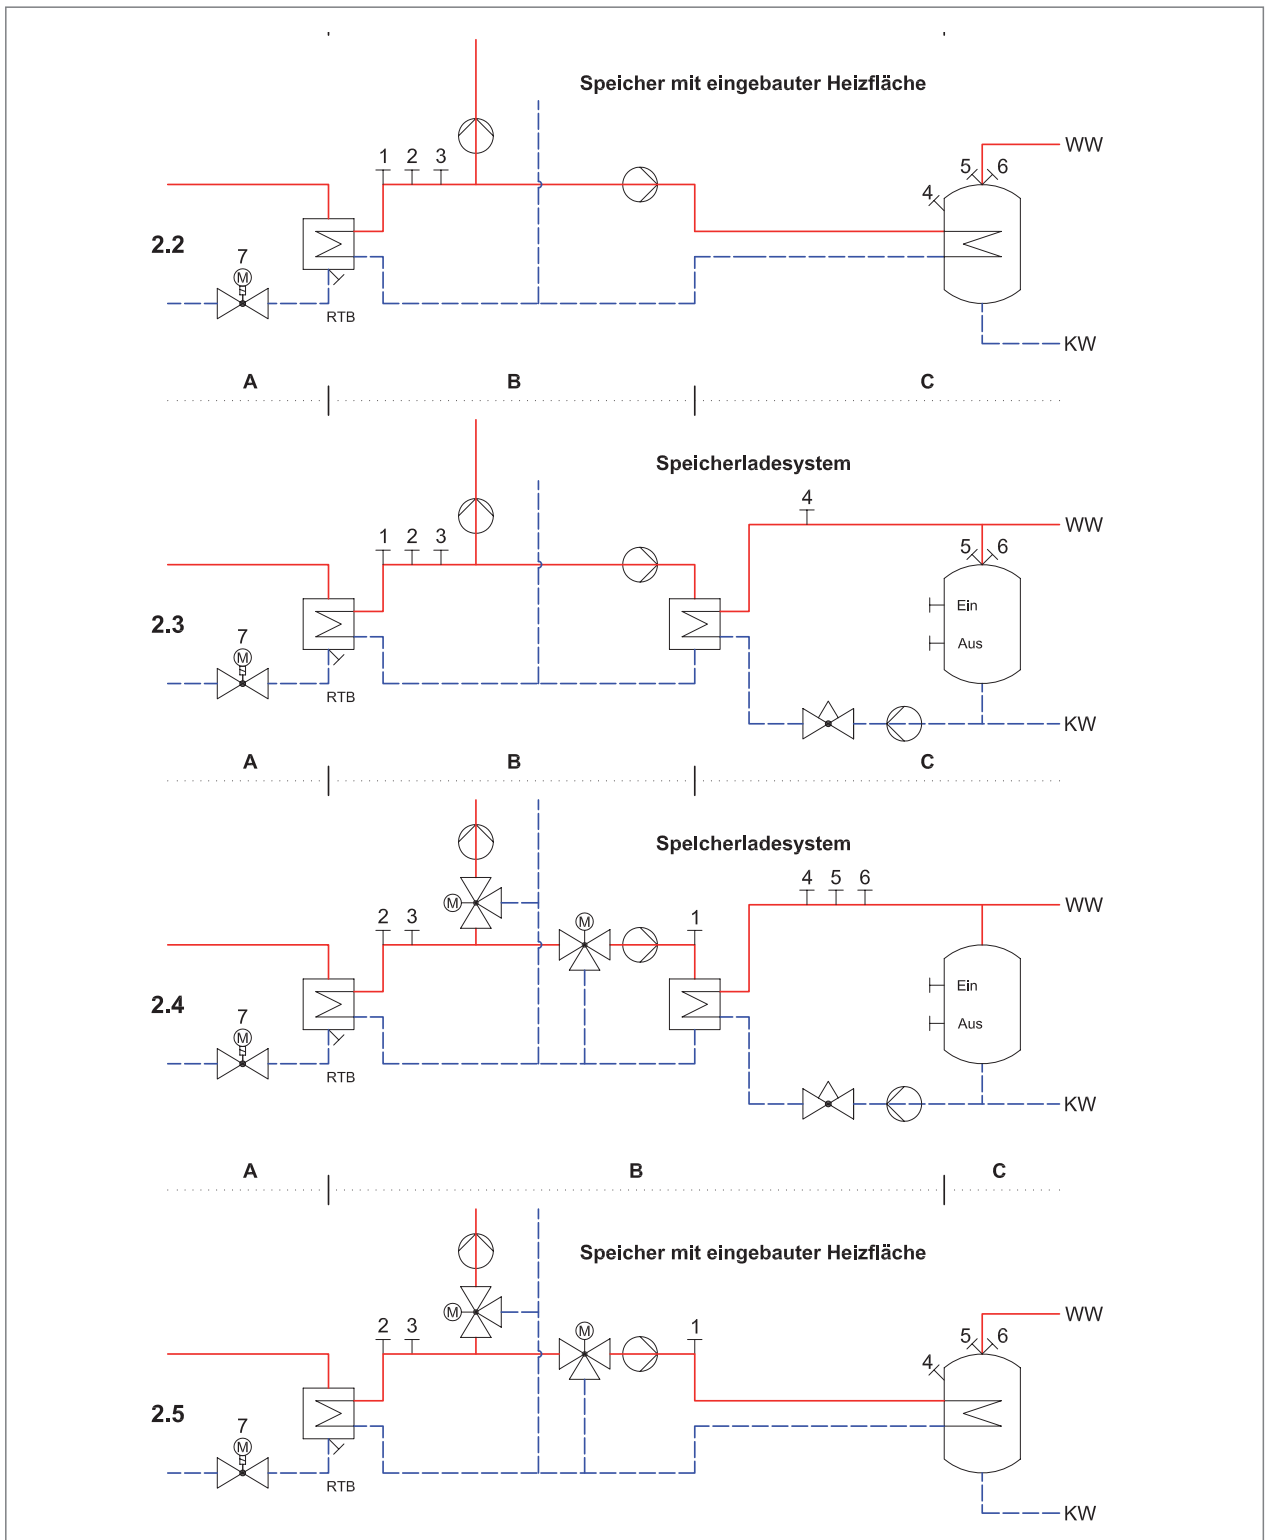 Speicher mit eingebauter Heizfläche
WW
1 2 3
5 6
4
2.2
7
M
RTB
KW
A B C
Speicherladesystem
4
WW
1 2 3
5 6
Ein
2.3
7
M
Aus
RTB
KW
A B C
Spelcherladesystem
4 5 6
WW
M
2 3
M
1
Ein
2.4
7
M
Aus
RTB
KW
A B C
Speicher mit eingebauter Heizfläche
WW
M
2 3
M
1
5 6
4
2.5
7
M
RTB
KW